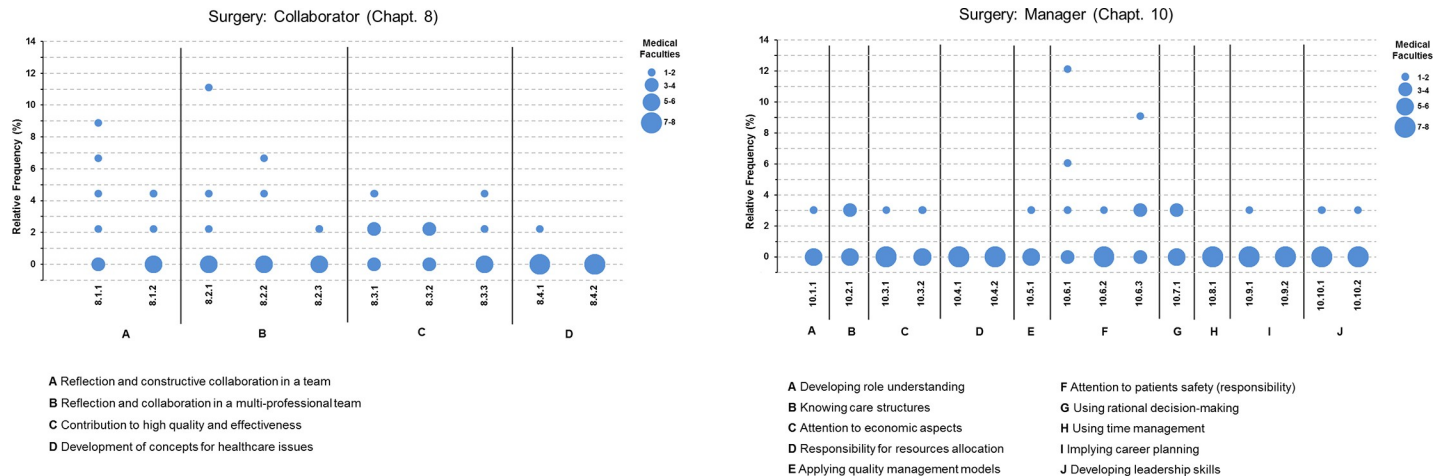 Surgery: Collaborator (Chapt. 8)
Relative Frequency (%)
14
12
10
8
6
4
2
0
8.1.1
8.1.2
8.2.1
8.2.2
8.2.3
8.3.1
8.3.2
8.3.3
8.4.1
8.4.2
A
B
C
D
Medical
Faculties
1-2
3-4
5-6
7-8
A Reflection and constructive collaboration in a team
B Reflection and collaboration in a multi-professional team
C Contribution to high quality and effectiveness
D Development of concepts for healthcare issues
Surgery: Manager (Chapt. 10)
Relative Frequency (%)
14
12
10
8
6
4
2
0
10.1.1
10.2.1
10.3.1
10.3.2
10.4.1
10.4.2
10.5.1
10.6.1
10.6.2
10.6.3
10.7.1
10.8.1
10.9.1
10.9.2
10.10.1
10.10.2
A
B
C
D
E
F
G
H
I
J
Medical
Faculties
1-2
3-4
5-6
7-8
A Developing role understanding
B Knowing care structures
C Attention to economic aspects
D Responsibility for resources allocation
E Applying quality management models
F Attention to patients safety (responsibility)
G Using rational decision-making
H Using time management
I Implying career planning
J Developing leadership skills